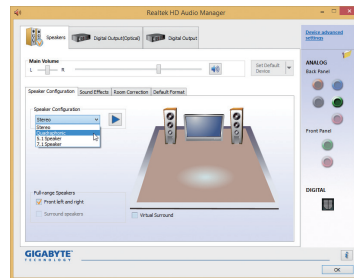 Realtek HD Audio Manager
Speakers
Digital Output(Optical)
Digital Output
Device advanced settings
Main Volume
L
R
Set Default
Device
ANALOG
Back Panel
Speaker Configuration
Sound Effects
Room Correction
Default Format
Speaker Configuration
Stereo
Stereo
Quadraphonic
5.1 Speaker
7.1 Speaker
Front Panel
Full-range Speakers
Front left and right
Surround speakers
Virtual Surround
DIGITAL
GIGABYTE
TECHNOLOGY
OK